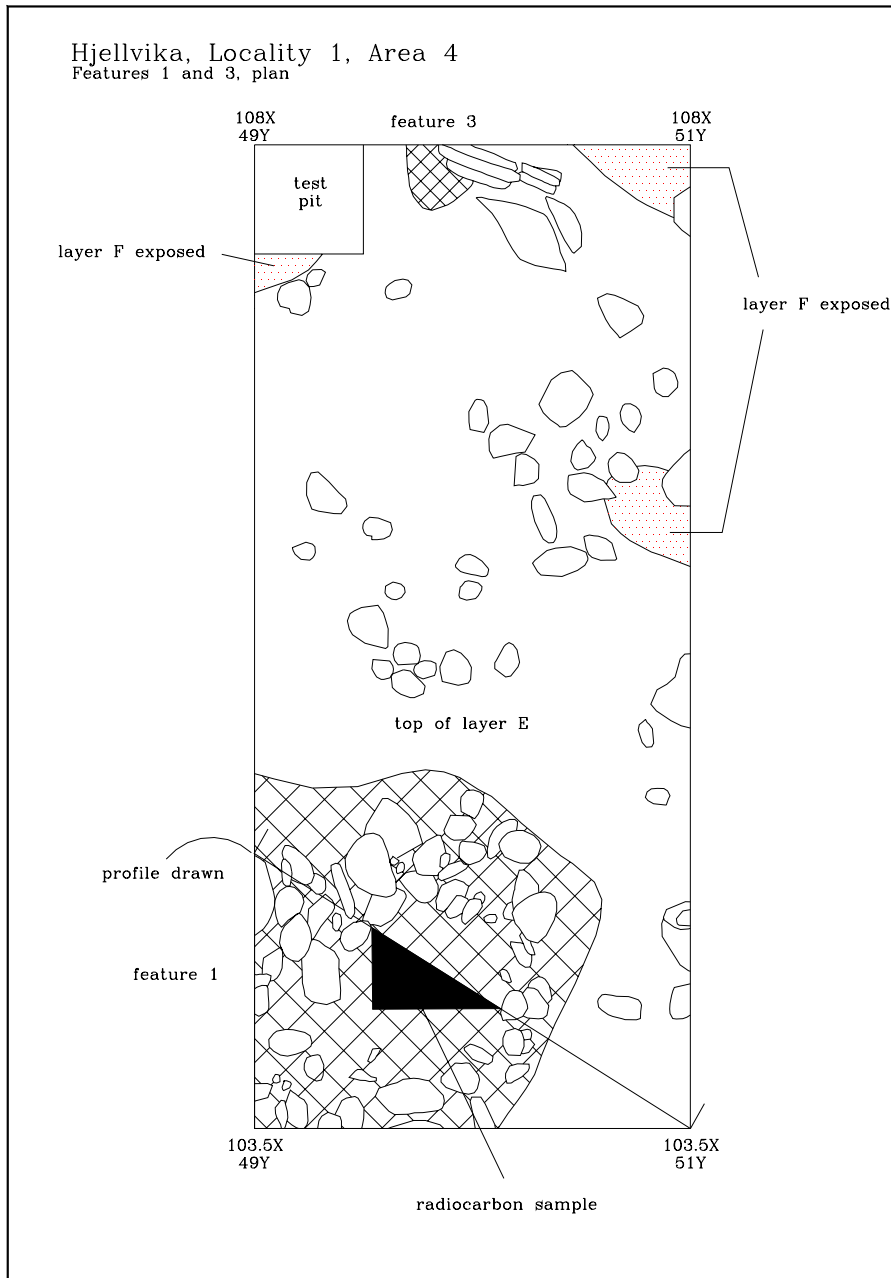 Hjellvika, Locality 1, Area 4
Features 1 and 3, plan
108X
49Y
feature 3
108X
51Y
test
pit
layer F exposed
layer F exposed
top of layer E
profile drawn
feature 1
103.5X
49Y
103.5X
51Y
radiocarbon sample